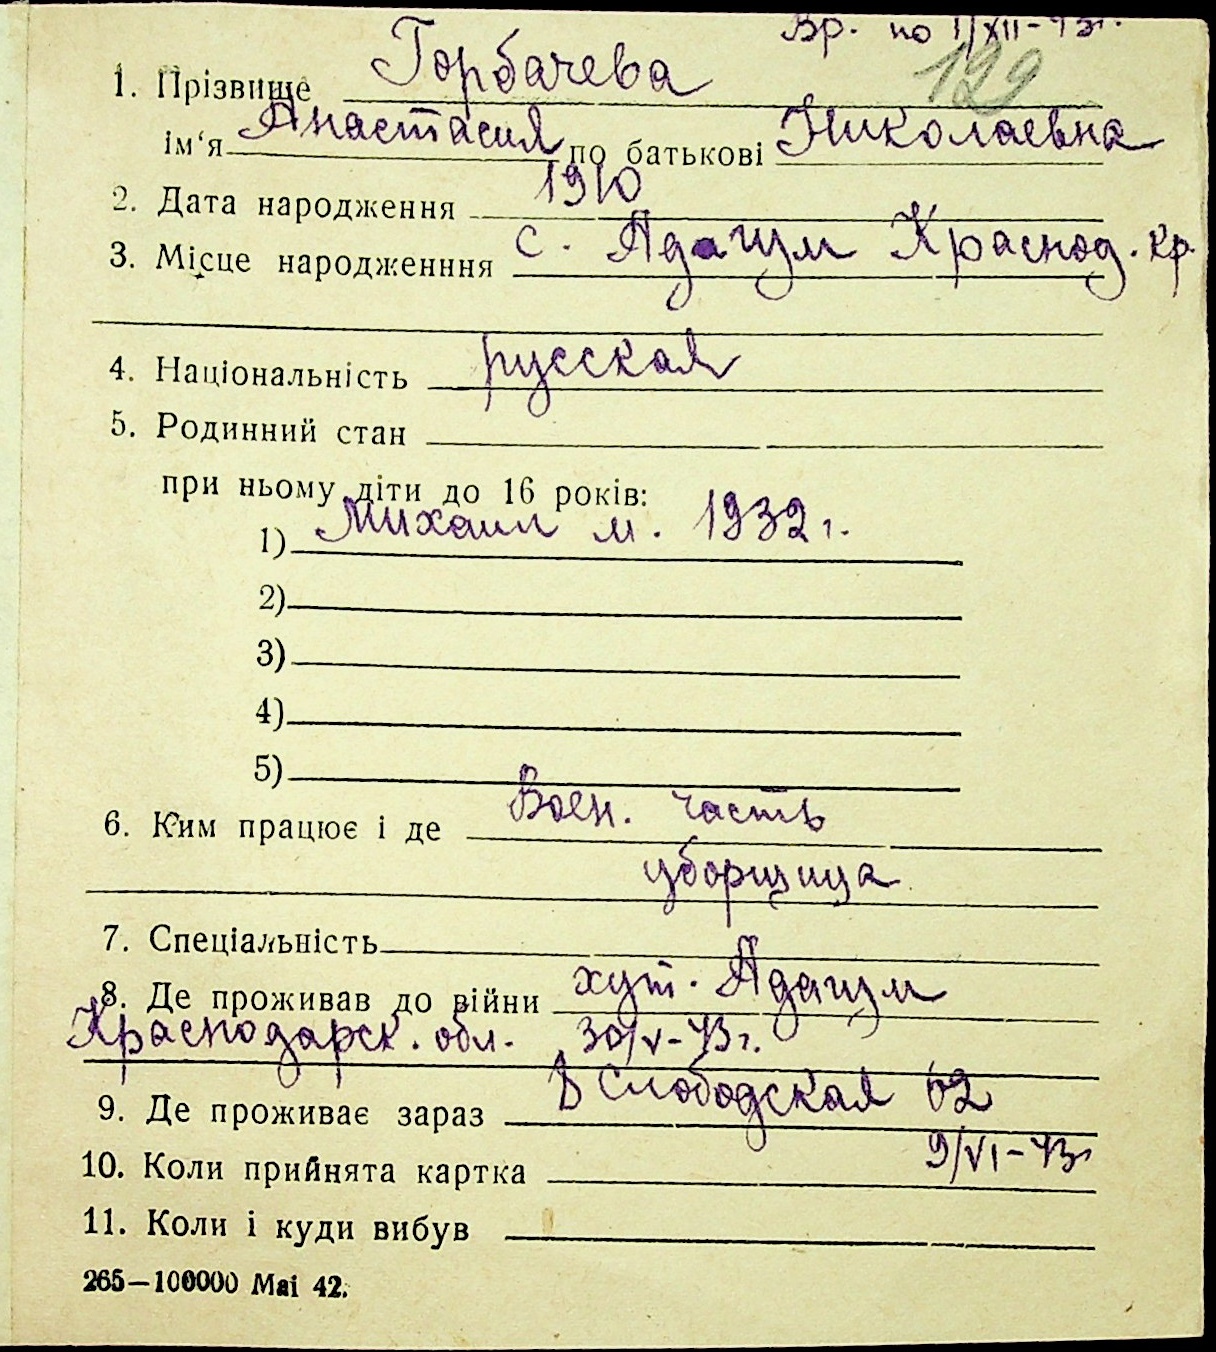 Вр. по 1/XII-43г.
129
1. Прізвище Горбачева
ім'я Анастасия по батькові Николаевна
2. Дата народження 1910
3. Місце народженння с. Адагум Краснод. кр.
4. Національність русская
5. Родинний стан
при ньому діти до 16 років:
1) Михаил м. 1932 г.
2)
3)
4)
5)
6. Ким працює і де Воен. часть
уборщица
7. Спеціальність
8. Де проживав до війни хут. Адагум
Краснодарск. обл. 30/V-43г.
9. Де проживає зараз В Слободская 62
10. Коли прийнята картка 9/VI-43
11. Коли і куди вибув
265—100000 Mai 42.